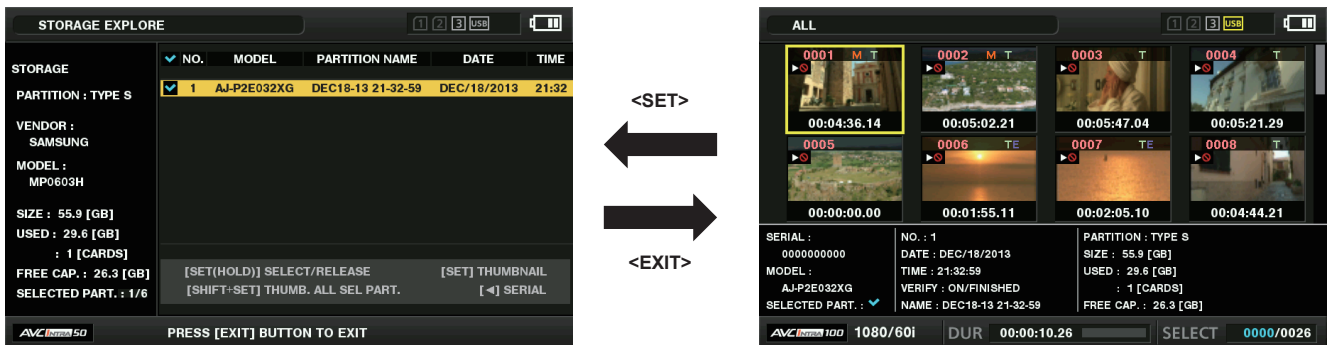 STORAGE EXPLORE
1 2 3 USB
STORAGE
PARTITION : TYPE S
VENDOR :
SAMSUNG
MODEL :
MP0603H
SIZE : 55.9 [GB]
USED : 29.6 [GB]
: 1 [CARDS]
FREE CAP. : 26.3 [GB]
SELECTED PART. : 1/6
NO. MODEL PARTITION NAME DATE TIME
1 AJ-P2E032XG DEC18-13 21-32-59 DEC/18/2013 21:32
[SET(HOLD)] SELECT/RELEASE [SET] THUMBNAIL
[SHIFT+SET] THUMB. ALL SEL PART. [◄] SERIAL
AVC INTRA 50 PRESS [EXIT] BUTTON TO EXIT
<SET>
<EXIT>
ALL
1 2 3 USB
0001 M T
00:04:36.14
0002 M T
00:05:02.21
0003 T
00:05:47.04
0004 T
00:05:21.29
0005
00:00:00.00
0006 TE
00:01:55.11
0007 TE
00:02:05.10
0008 T
00:04:44.21
SERIAL :
0000000000
MODEL :
AJ-P2E032XG
SELECTED PART. : ✔
NO. : 1
DATE : DEC/18/2013
TIME : 21:32:59
VERIFY : ON/FINISHED
NAME : DEC18-13 21-32-59
PARTITION : TYPE S
SIZE : 55.9 [GB]
USED : 29.6 [GB]
: 1 [CARDS]
FREE CAP. : 26.3 [GB]
AVC INTRA 100 1080/60i DUR 00:00:10.26 SELECT 0000/0026